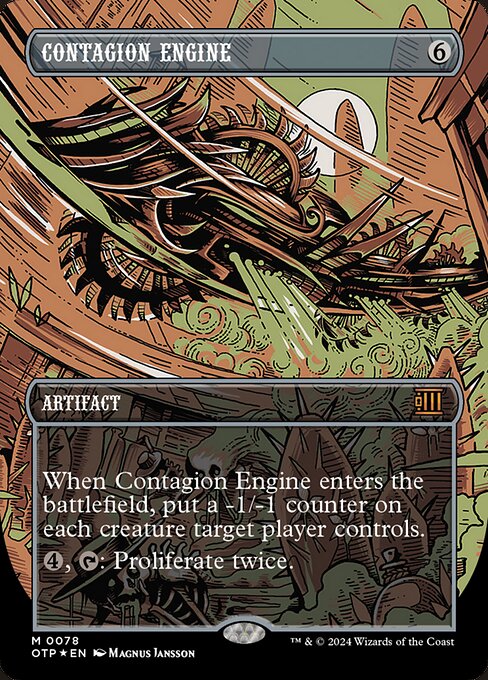 CONTAGION ENGINE 6
ARTIFACT
When Contagion Engine enters the
battlefield, put a -1/-1 counter on
each creature target player controls.
4, T: Proliferate twice.
M 0078
OTP★EN Magnus Jansson
™ & © 2024 Wizards of the Coast